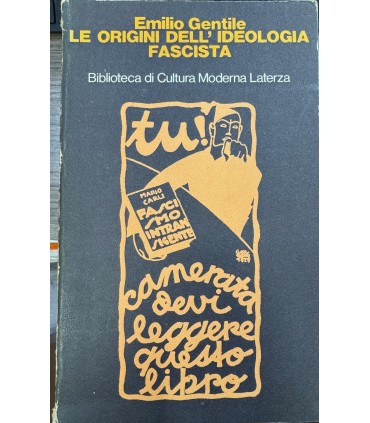 Emilio Gentile
LE ORIGINI DELL'IDEOLOGIA
FASCISTA
Biblioteca di Cultura Moderna Laterza
tu!
MARIO
CARLI
FASCI
SMO
INTRAN
SIGENTE
camerata
devi
leggere
questo
libro